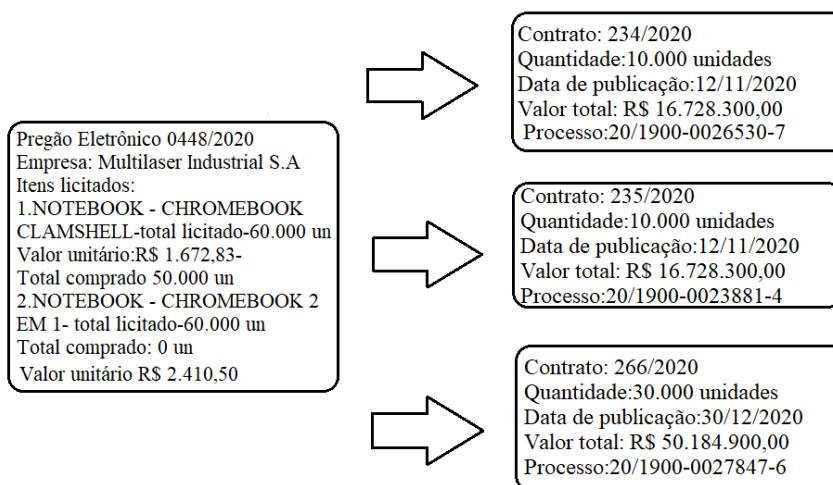 Pregão Eletrônico 0448/2020
Empresa: Multilaser Industrial S.A
Itens licitados:
1.NOTEBOOK - CHROMEBOOK
CLAMSHELL-total licitado-60.000 un
Valor unitário:R$ 1.672,83-
Total comprado 50.000 un
2.NOTEBOOK - CHROMEBOOK 2
EM 1- total licitado-60.000 un
Total comprado: 0 un
Valor unitário R$ 2.410,50
Contrato: 234/2020
Quantidade:10.000 unidades
Data de publicação:12/11/2020
Valor total: R$ 16.728.300,00
Processo:20/1900-0026530-7
Contrato: 235/2020
Quantidade:10.000 unidades
Data de publicação:12/11/2020
Valor total: R$ 16.728.300,00
Processo:20/1900-0023881-4
Contrato: 266/2020
Quantidade:30.000 unidades
Data de publicação:30/12/2020
Valor total: R$ 50.184.900,00
Processo:20/1900-0027847-6